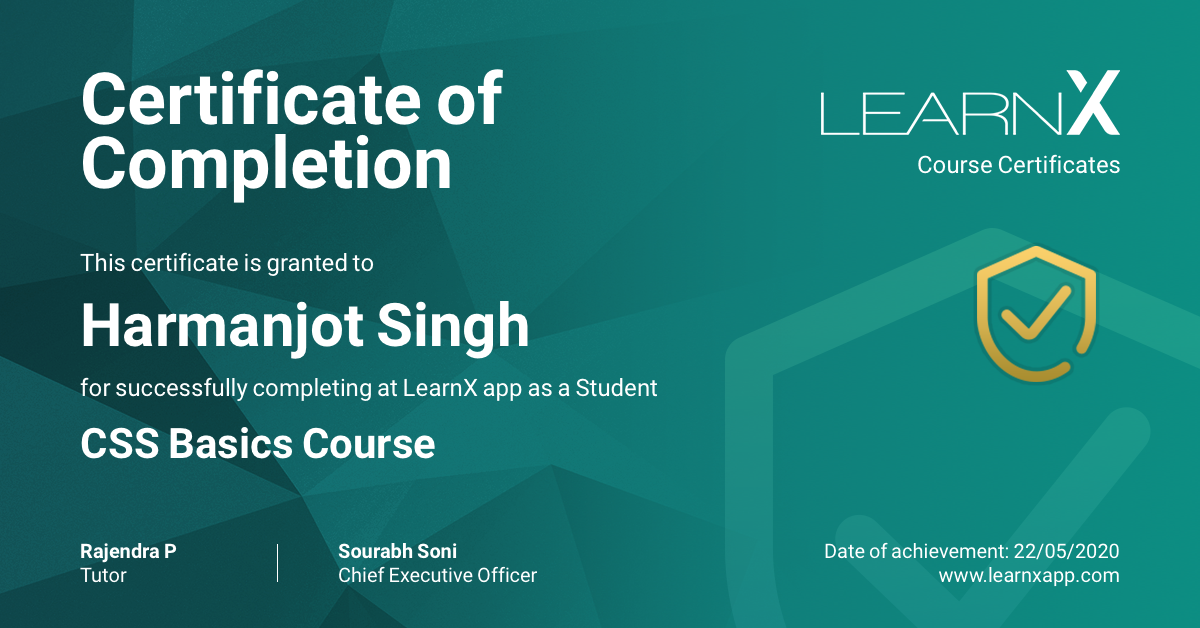 Certificate of
Completion
LEARNX
Course Certificates
This certificate is granted to
Harmanjot Singh
for successfully completing at LearnX app as a Student
CSS Basics Course
Rajendra P
Tutor
Sourabh Soni
Chief Executive Officer
Date of achievement: 22/05/2020
www.learnxapp.com